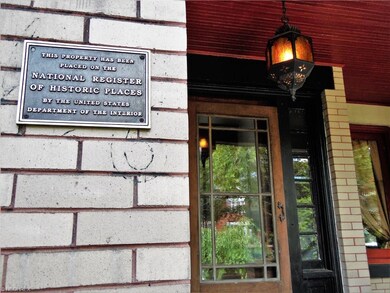 THIS PROPERTY HAS BEEN
PLACED ON THE
NATIONAL REGISTER
OF HISTORIC PLACES
BY THE UNITED STATES
DEPARTMENT OF THE INTERIOR